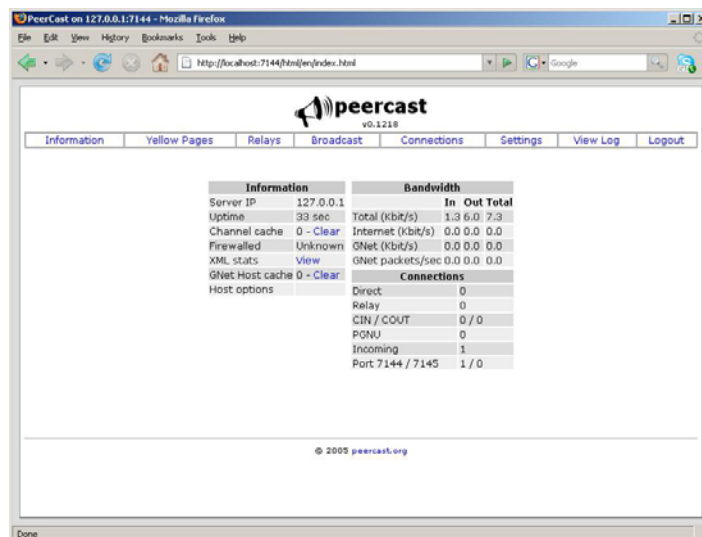 PeerCast on 127.0.0.1:7144 - Mozilla Firefox
File Edit View History Bookmarks Tools Help
http://localhost:7144/html/en/index.html
Google
peercast
v0.1218
Information Yellow Pages Relays Broadcast Connections Settings View Log Logout
Information
Server IP 127.0.0.1
Uptime 33 sec
Channel cache 0 - Clear
Firewalled Unknown
XML stats View
GNet Host cache 0 - Clear
Host options
Bandwidth
In Out Total
Total (Kbit/s) 1.3 6.0 7.3
Internet (Kbit/s) 0.0 0.0 0.0
GNet (Kbit/s) 0.0 0.0 0.0
GNet packets/sec 0.0 0.0 0.0
Connections
Direct 0
Relay 0
CIN / COUT 0 / 0
PGNU 0
Incoming 1
Port 7144 / 7145 1 / 0
© 2005 peercast.org
Done